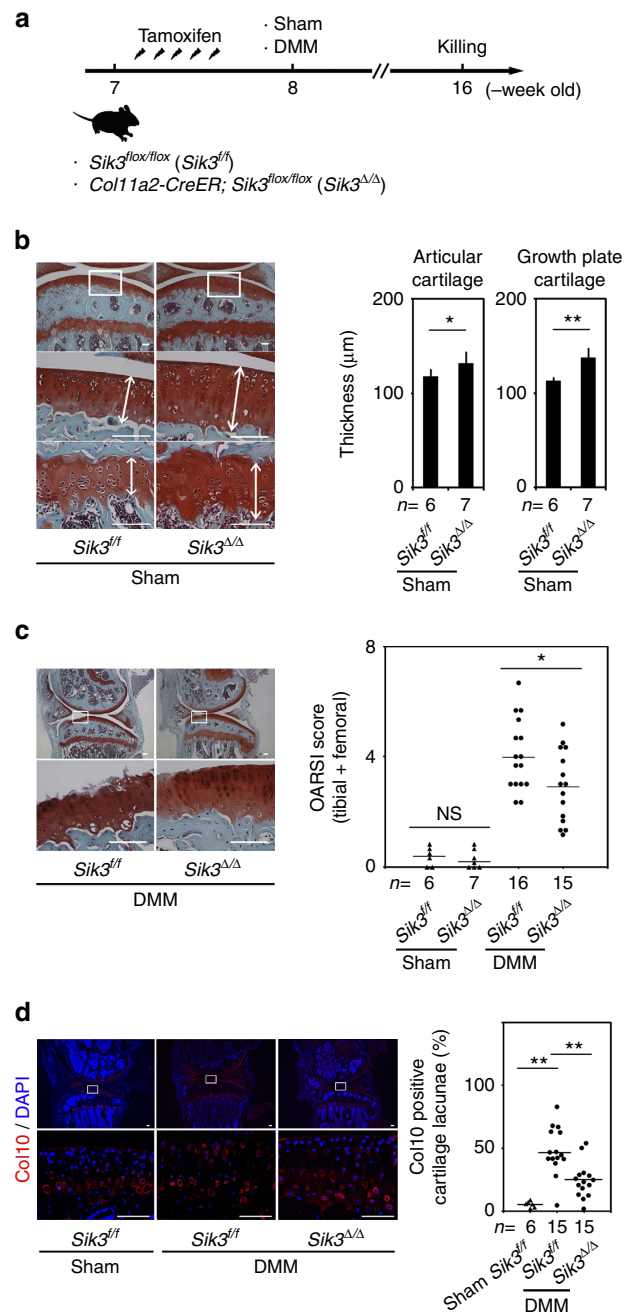 a
Tamoxifen
· Sham
· DMM
Killing
7
8
16
(–week old)
· Sik3flox/flox (Sik3f/f)
· Col11a2-CreER; Sik3flox/flox (Sik3Δ/Δ)
b
Articular cartilage
Growth plate cartilage
Thickness (μm)
200
100
0
*
200
100
0
**
n= 6 7
n= 6 7
Sik3f/f
Sik3Δ/Δ
Sham
Sik3f/f
Sik3Δ/Δ
Sham
Sik3f/f
Sik3Δ/Δ
Sham
c
OARSI score
(tibial + femoral)
8
4
0
NS
*
n= 6 7 16 15
Sik3f/f
Sik3Δ/Δ
Sik3f/f
Sik3Δ/Δ
Sham
DMM
Sik3f/f
Sik3Δ/Δ
DMM
d
Col10 / DAPI
Sik3f/f
Sik3f/f
Sik3Δ/Δ
Sham
DMM
Col10 positive
cartilage lacunae (%)
100
50
0
**
**
n= 6 15 15
Sham Sik3f/f
Sik3f/f
Sik3Δ/Δ
DMM